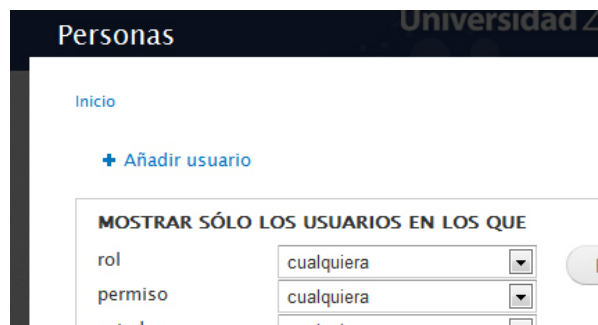 Universidad
Personas
Inicio
+ Añadir usuario
MOSTRAR SÓLO LOS USUARIOS EN LOS QUE
rol cualquiera
permiso cualquiera